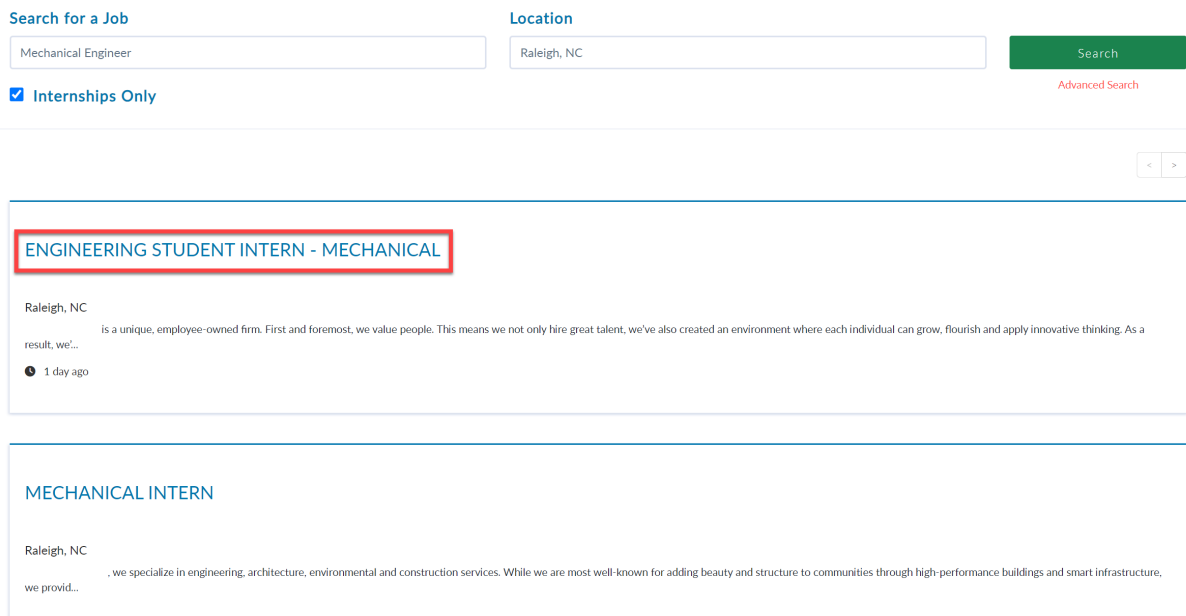 Search for a Job
Location
Mechanical Engineer
Raleigh, NC
Search
Advanced Search
Internships Only
< >
ENGINEERING STUDENT INTERN - MECHANICAL
Raleigh, NC
is a unique, employee-owned firm. First and foremost, we value people. This means we not only hire great talent, we've also created an environment where each individual can grow, flourish and apply innovative thinking. As a
result, we'...
1 day ago
MECHANICAL INTERN
Raleigh, NC
, we specialize in engineering, architecture, environmental and construction services. While we are most well-known for adding beauty and structure to communities through high-performance buildings and smart infrastructure,
we provid...